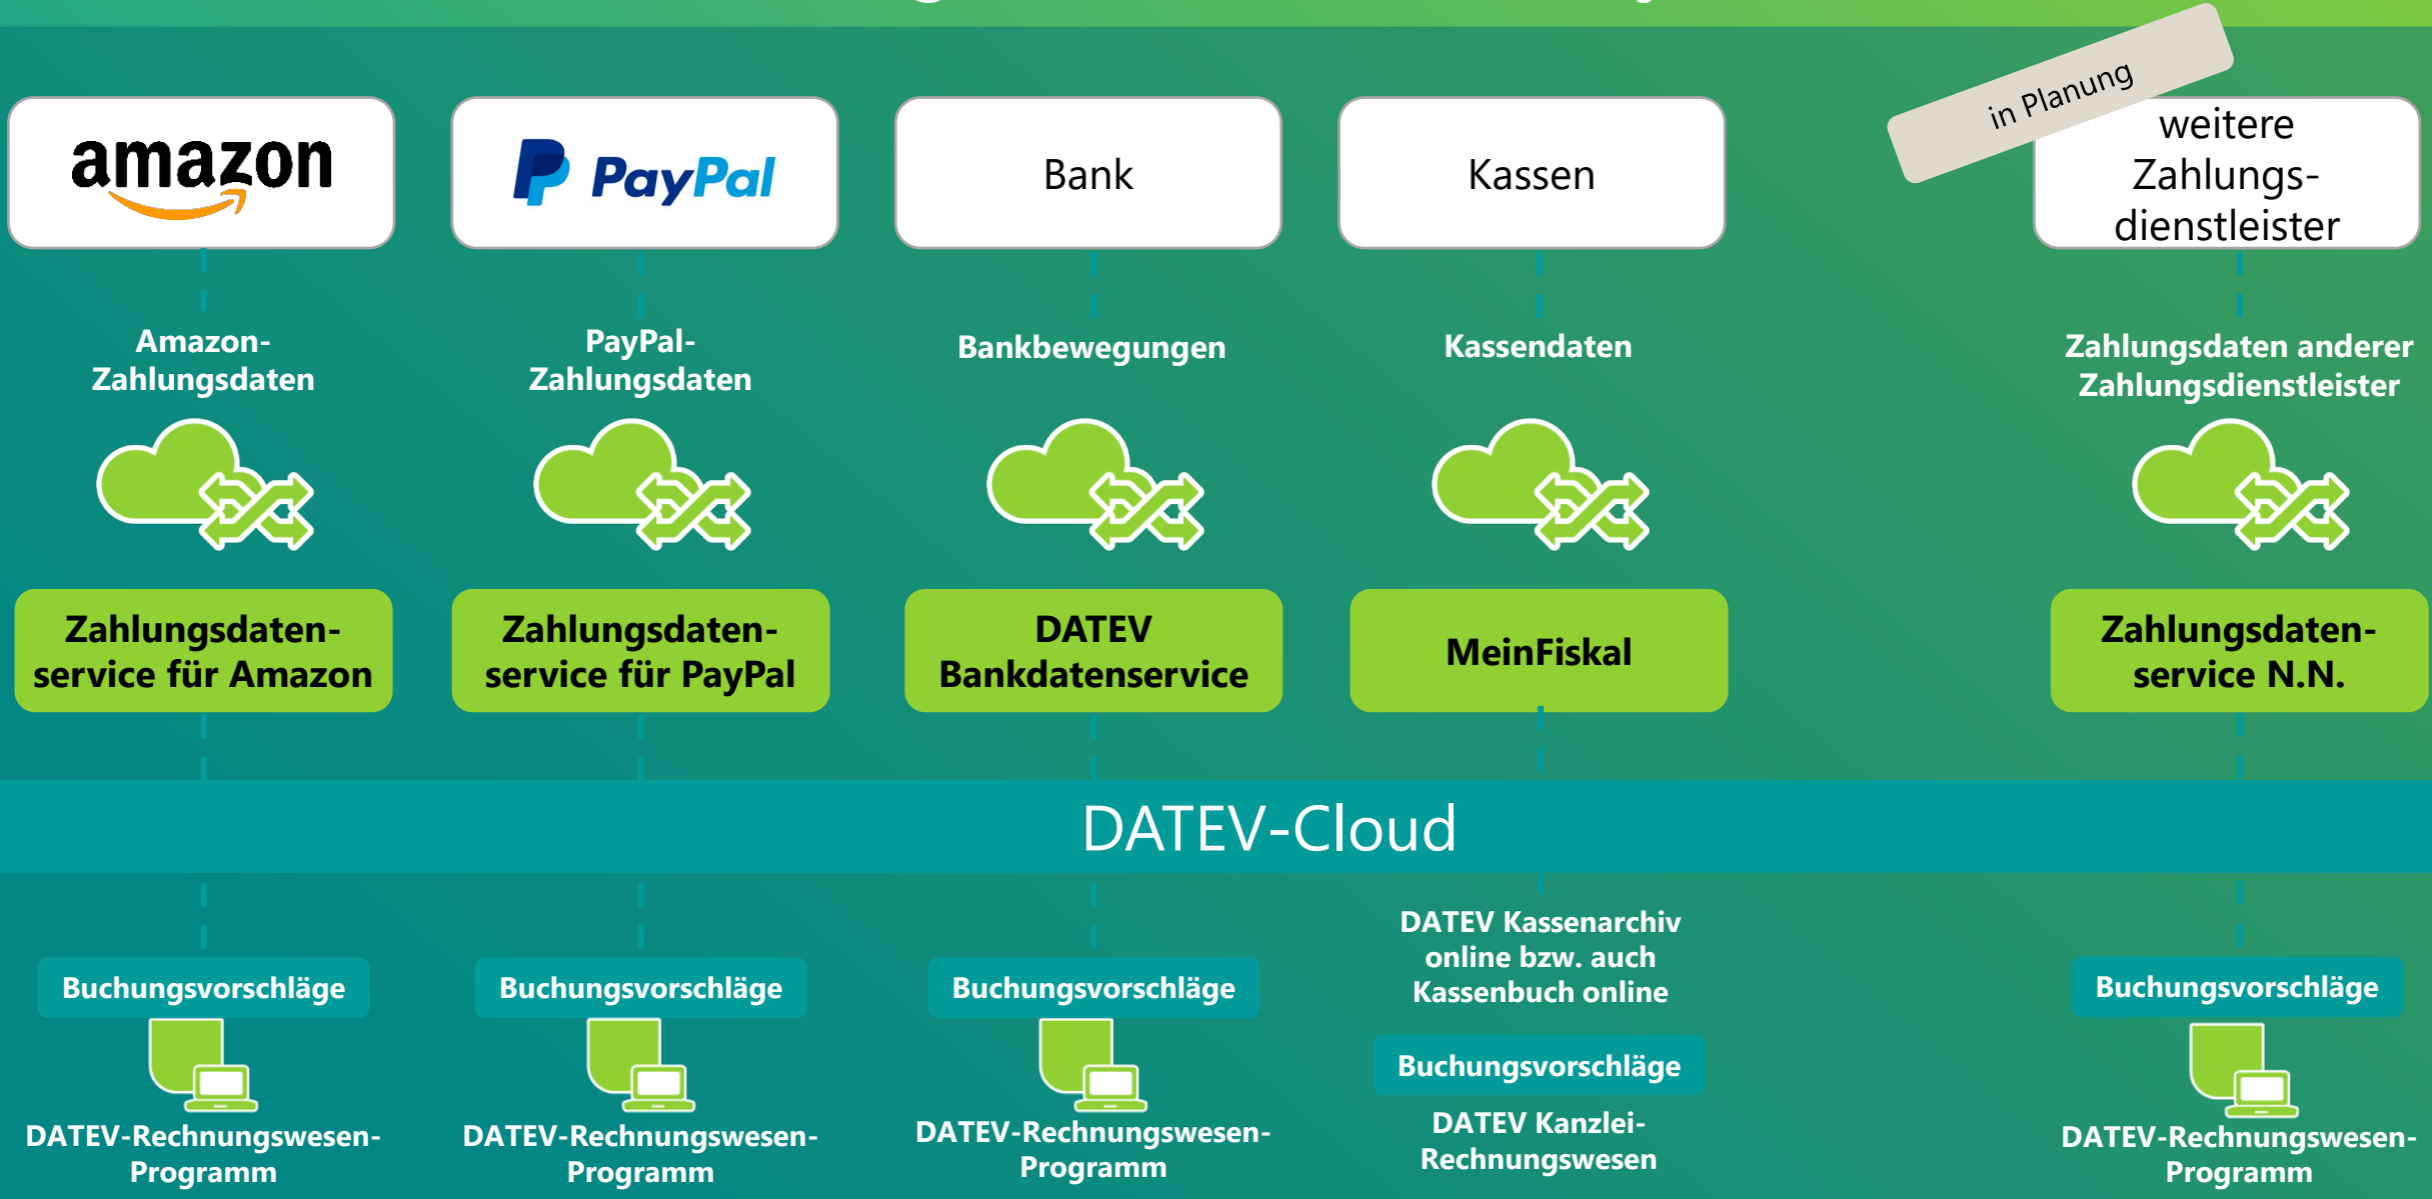 in Planung
amazon
PayPal
Bank
Kassen
weitere
Zahlungs-
dienstleister
Amazon-
Zahlungsdaten
PayPal-
Zahlungsdaten
Bankbewegungen
Kassendaten
Zahlungsdaten anderer
Zahlungsdienstleister
Zahlungsdaten-
service für Amazon
Zahlungsdaten-
service für PayPal
DATEV
Bankdatenservice
MeinFiskal
Zahlungsdaten-
service N.N.
DATEV-Cloud
Buchungsvorschläge
DATEV-Rechnungswesen-
Programm
Buchungsvorschläge
DATEV-Rechnungswesen-
Programm
Buchungsvorschläge
DATEV-Rechnungswesen-
Programm
DATEV Kassenarchiv
online bzw. auch
Kassenbuch online
Buchungsvorschläge
DATEV Kanzlei-
Rechnungswesen
Buchungsvorschläge
DATEV-Rechnungswesen-
Programm